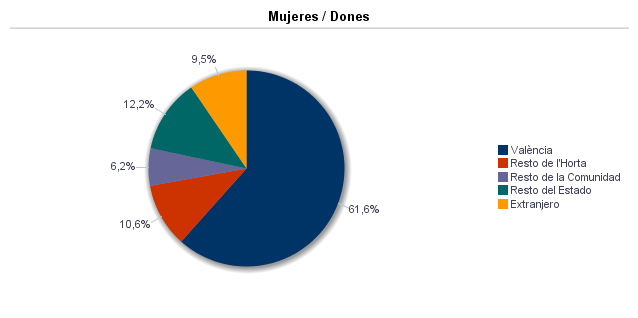 Mujeres / Dones
9,5%
12,2%
6,2%
10,6%
61,6%
València
Resto de l'Horta
Resto de la Comunidad
Resto del Estado
Extranjero